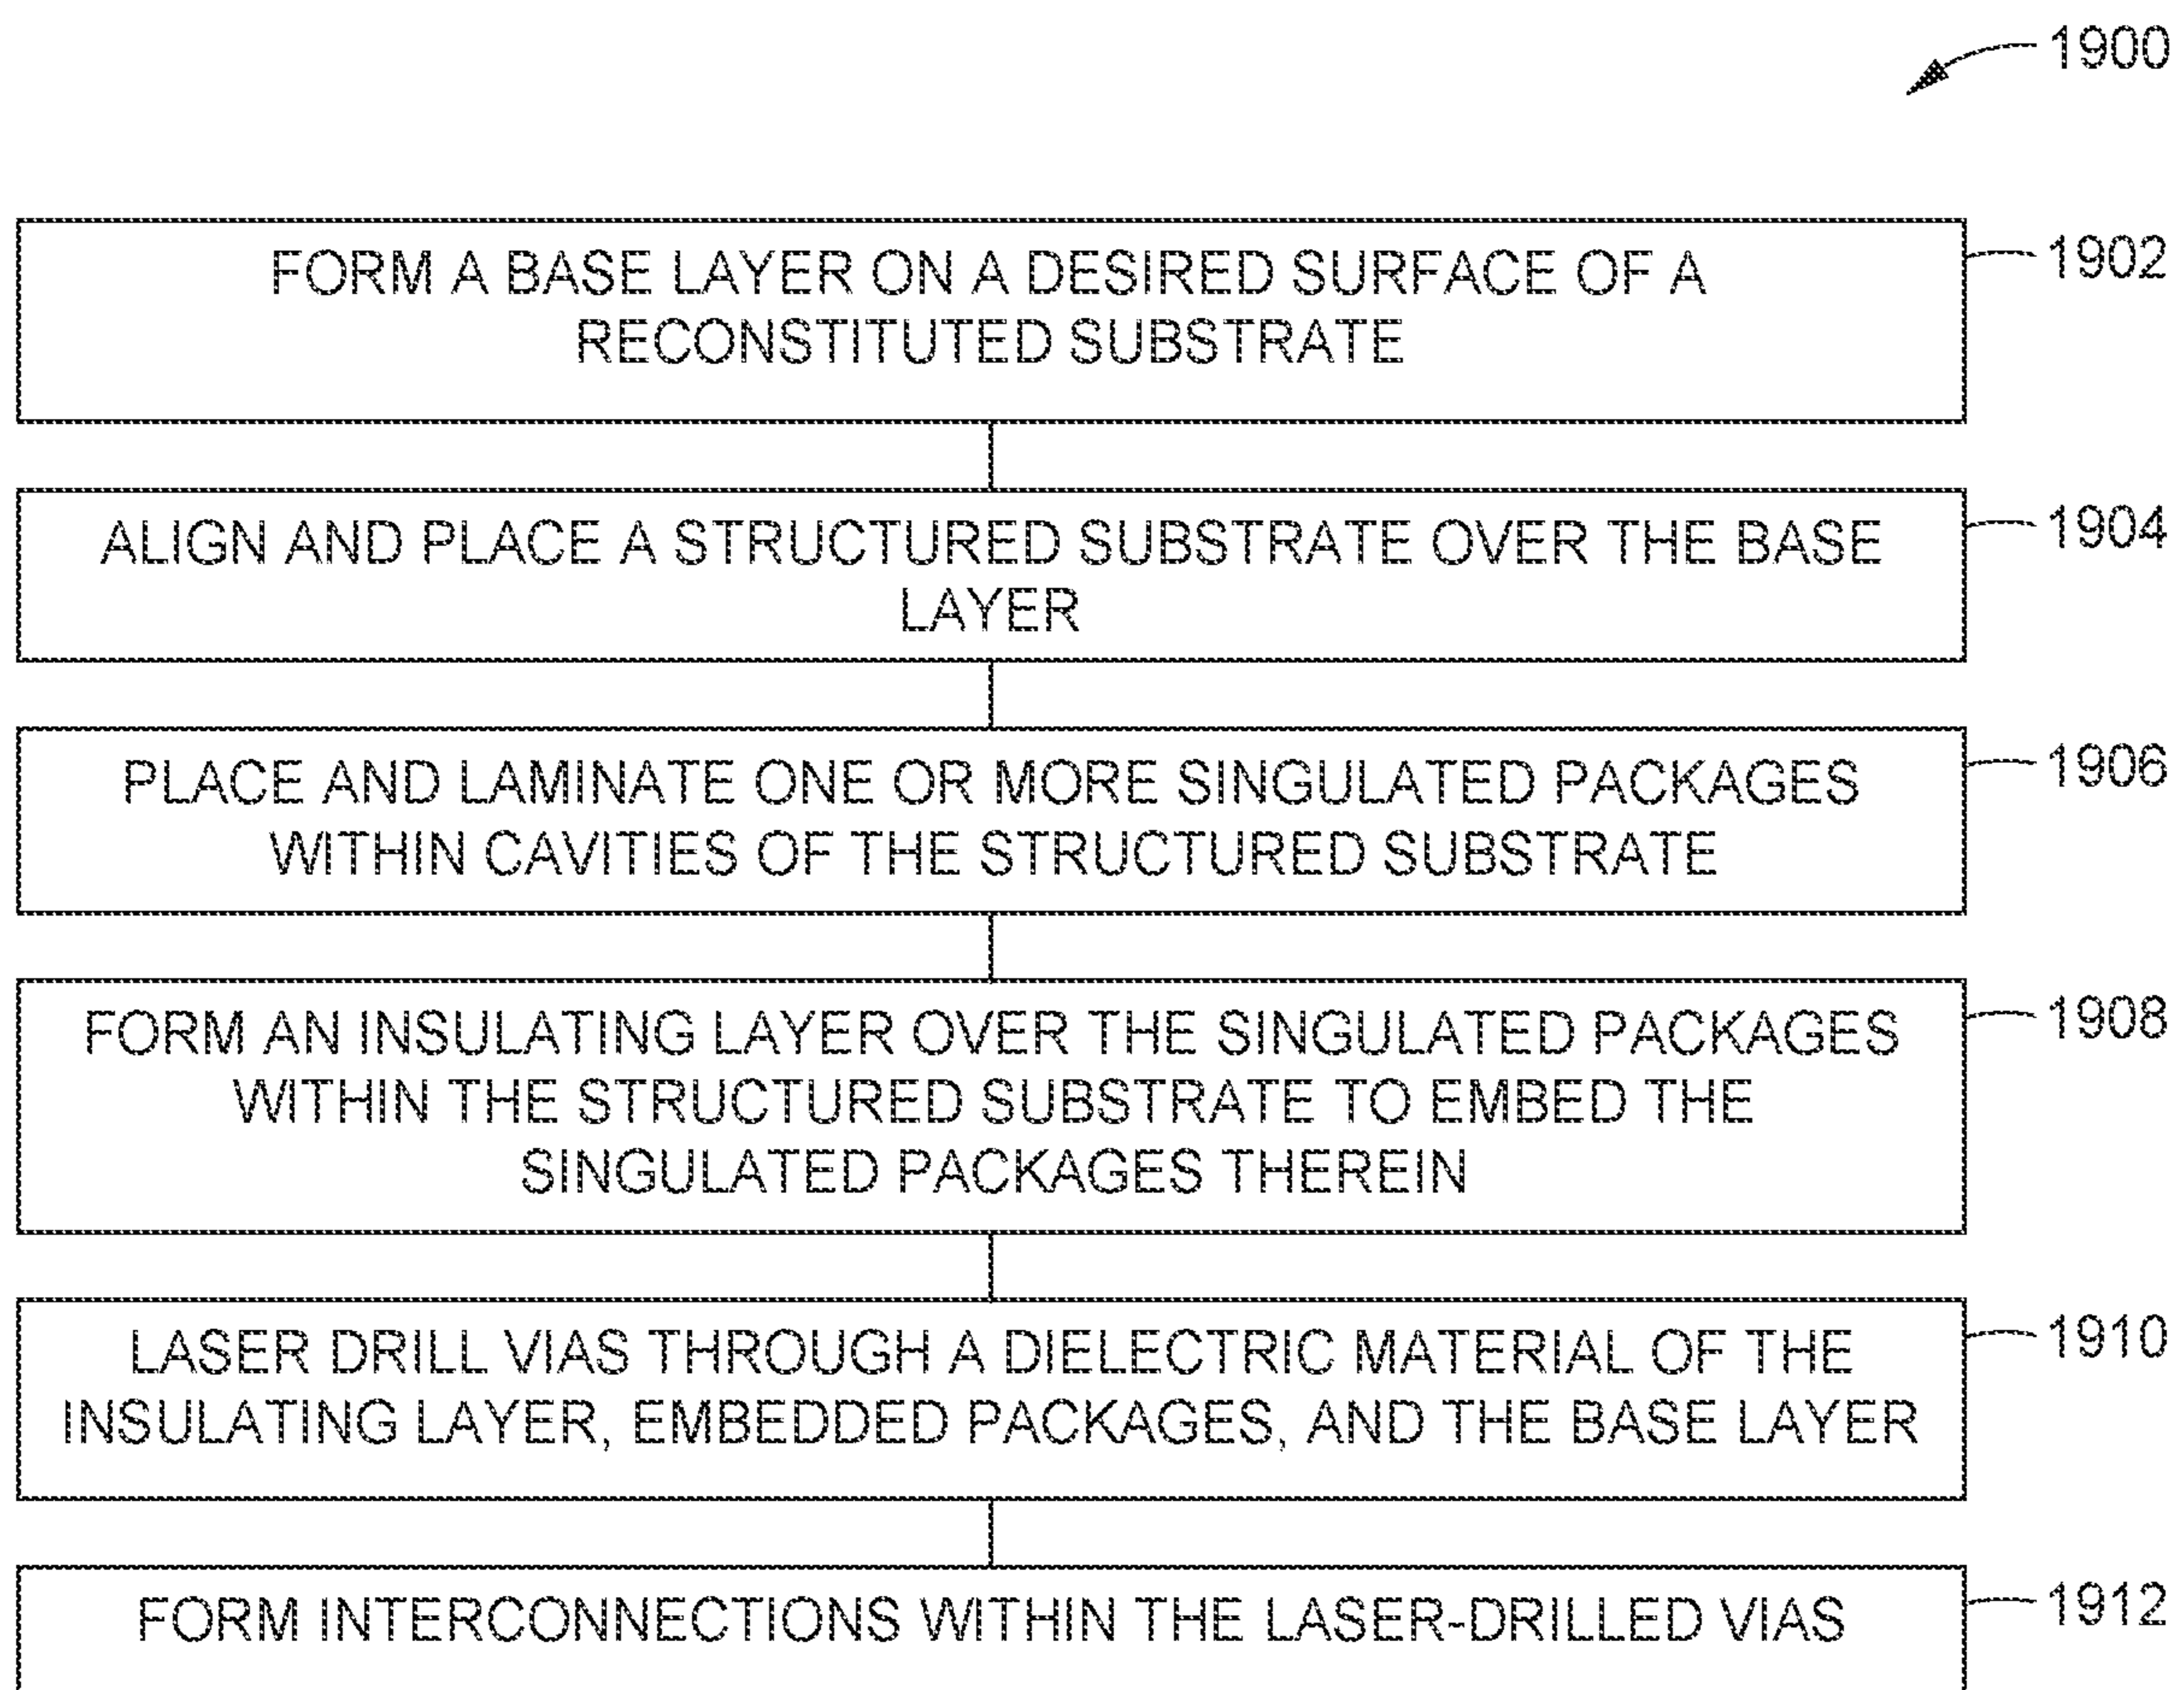 1900
FORM A BASE LAYER ON A DESIRED SURFACE OF A
RECONSTITUTED SUBSTRATE
1902
ALIGN AND PLACE A STRUCTURED SUBSTRATE OVER THE BASE
LAYER
1904
PLACE AND LAMINATE ONE OR MORE SINGULATED PACKAGES
WITHIN CAVITIES OF THE STRUCTURED SUBSTRATE
1906
FORM AN INSULATING LAYER OVER THE SINGULATED PACKAGES
WITHIN THE STRUCTURED SUBSTRATE TO EMBED THE
SINGULATED PACKAGES THEREIN
1908
LASER DRILL VIAS THROUGH A DIELECTRIC MATERIAL OF THE
INSULATING LAYER, EMBEDDED PACKAGES, AND THE BASE LAYER
1910
FORM INTERCONNECTIONS WITHIN THE LASER-DRILLED VIAS
1912